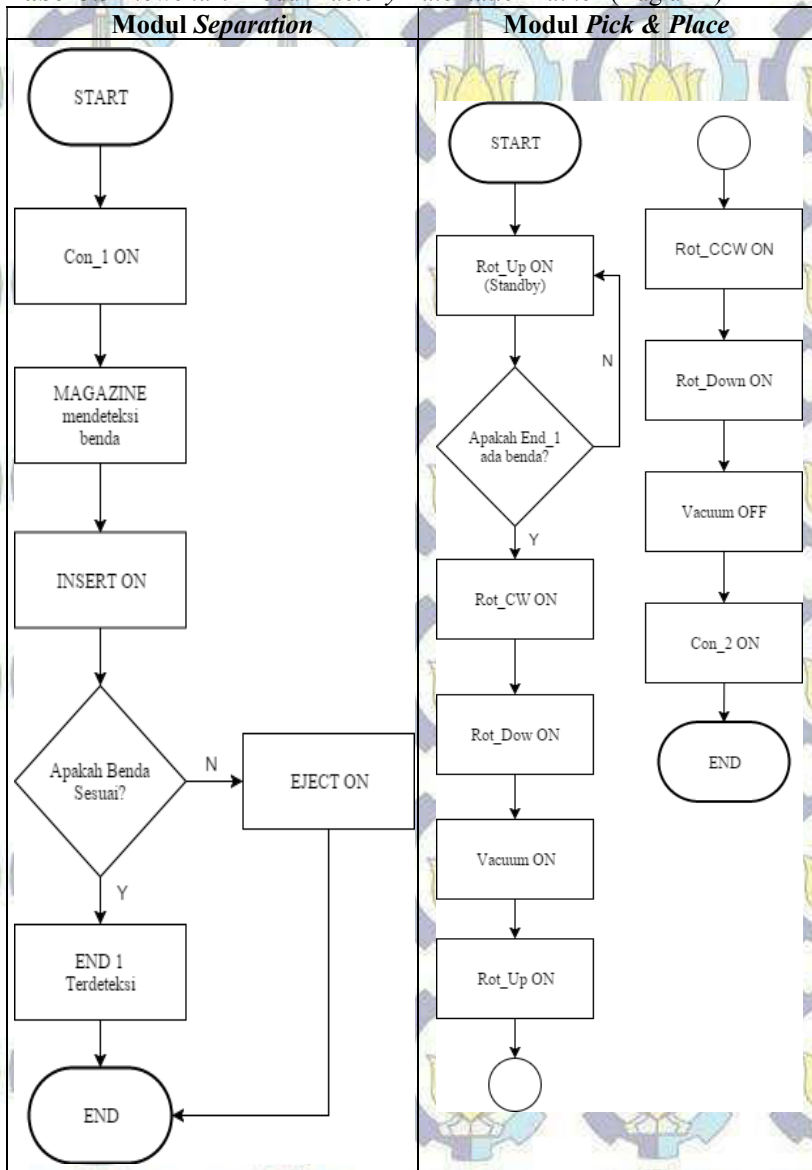 Modul Separation
Modul Pick & Place
START
Con_1 ON
MAGAZINE
mendeteksi
benda
INSERT ON
Apakah Benda
Sesuai?
N
EJECT ON
Y
END 1
Terdeteksi
END
START
Rot_Up ON
(Standby)
N
Apakah End_1
ada benda?
Y
Rot_CW ON
Rot_Dow ON
Vacuum ON
Rot_Up ON
Rot_CCW ON
Rot_Down ON
Vacuum OFF
Con_2 ON
END